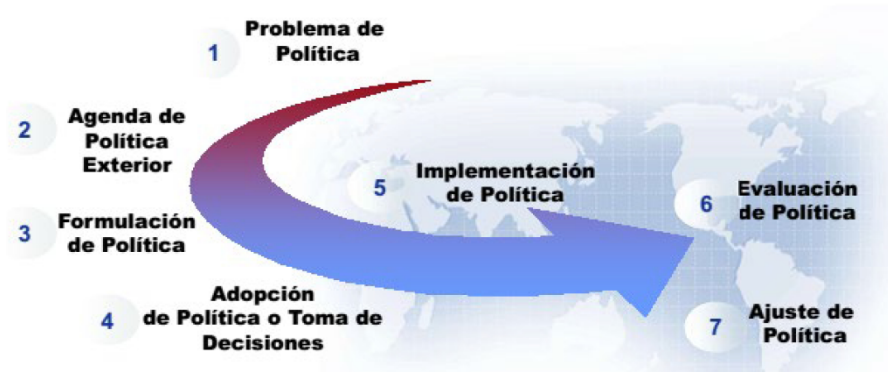 1 Problema de
Política
2 Agenda de
Política
Exterior
3 Formulación
de Política
4 Adopción
de Política o Toma de
Decisiones
5 Implementación
de Política
6 Evaluación
de Política
7 Ajuste de
Política